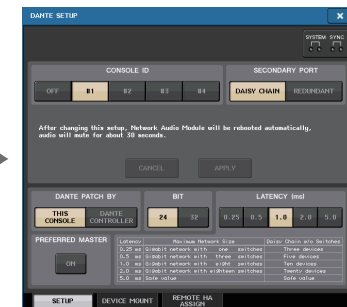 DANTE SETUP
SYSTEM SYNC
CONSOLE ID
SECONDARY PORT
OFF #1 #2 #3 #4 DAISY CHAIN REDUNDANT
After changing this setup, Network Audio Module will be rebooted automatically,
audio will mute for about 30 seconds.
CANCEL APPLY
DANTE PATCH BY
BIT
LATENCY (ms)
THIS CONSOLE DANTE CONTROLLER 24 32 0.25 0.5 1.0 2.0 5.0
PREFERRED MASTER
ON
Latency Maximum Network Size Daisy Chain w/o Switches
0.25 ms Gigabit network with one switches Three devices
0.5 ms Gigabit network with three switches Five devices
1.0 ms Gigabit network with eight switches Ten devices
2.0 ms Gigabit network with eighteen switches Twenty devices
5.0 ms Safe value Safe value
SETUP DEVICE MOUNT REMOTE HA ASSIGN